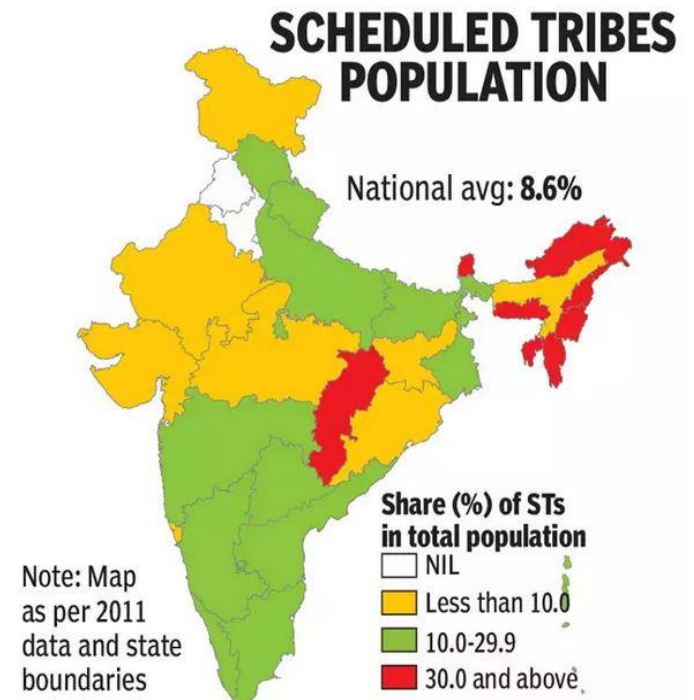 SCHEDULED TRIBES
POPULATION
National avg: 8.6%
Share (%) of STs
in total population
NIL
Less than 10.0
10.0-29.9
30.0 and above
Note: Map
as per 2011
data and state
boundaries